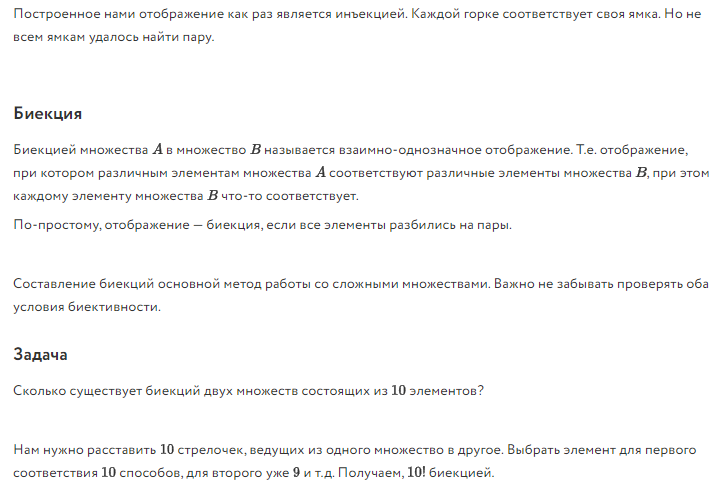 Построенное нами отображение как раз является инъекцией. Каждой горке соответствует своя ямка. Но не
всем ямкам удалось найти пару.
Биекция
Биекцией множества A в множество B называется взаимно-однозначное отображение. Т.е. отображение,
при котором различным элементам множества A соответствуют различные элементы множества B, при этом
каждому элементу множества B что-то соответствует.
По-простому, отображение — биекция, если все элементы разбились на пары.
Составление биекций основной метод работы со сложными множествами. Важно не забывать проверять оба
условия биективности.
Задача
Сколько существует биекций двух множеств состоящих из 10 элементов?
Нам нужно расставить 10 стрелочек, ведущих из одного множество в другое. Выбрать элемент для первого
соответствия 10 способов, для второго уже 9 и т.д. Получаем, 10! биекцией.